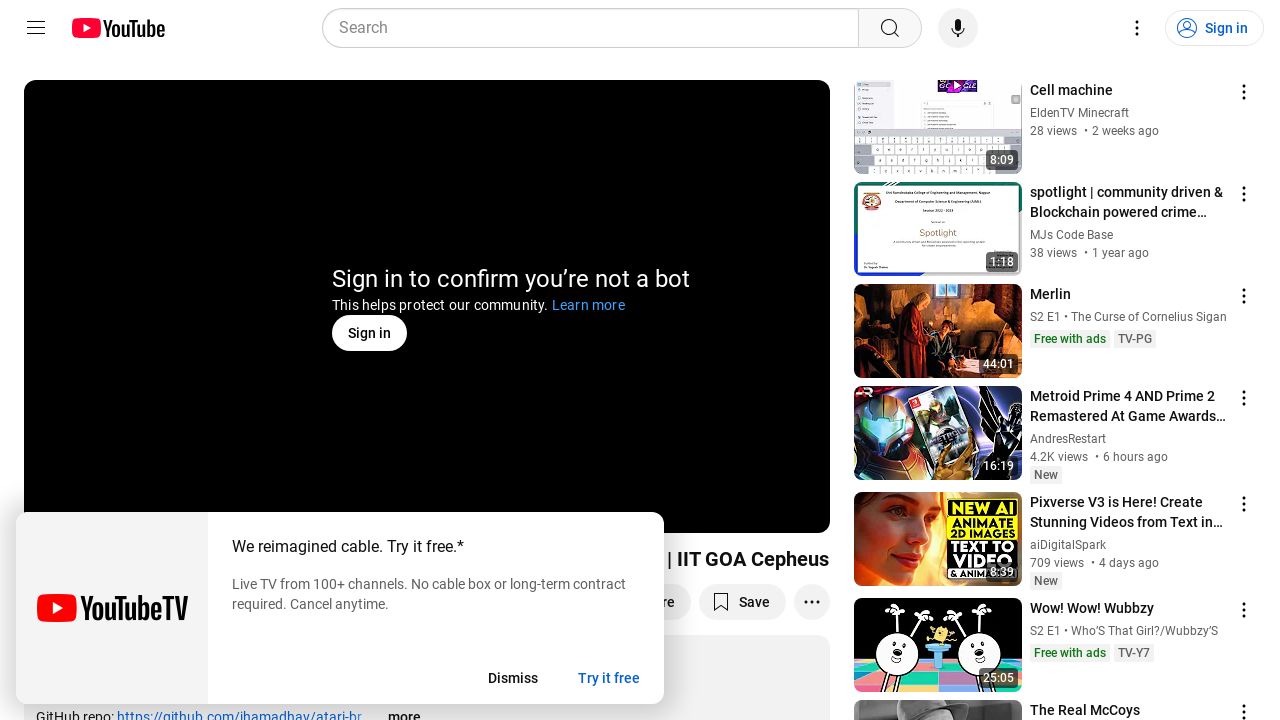 YouTube
Search
Sign in
Sign in to confirm you’re not a bot
This helps protect our community. Learn more
Sign in
| IIT GOA Cepheus
re
Save
We reimagined cable. Try it free.*
Live TV from 100+ channels. No cable box or long-term contract
required. Cancel anytime.
YouTubeTV
Dismiss
Try it free
GitHub repo: https://github.com/jhamadhav/atari-br...
...more
8:09
Cell machine
EldenTV Minecraft
28 views • 2 weeks ago
Spotlight
1:18
spotlight | community driven &
Blockchain powered crime...
MJs Code Base
38 views • 1 year ago
44:01
Merlin
S2 E1 • The Curse of Cornelius Sigan
Free with ads
TV-PG
16:19
Metroid Prime 4 AND Prime 2
Remastered At Game Awards...
AndresRestart
4.2K views • 6 hours ago
New
NEW AI
ANIMATE
2D IMAGES
TEXT TO
VIDEO
8:39
Pixverse V3 is Here! Create
Stunning Videos from Text in...
aiDigitalSpark
709 views • 4 days ago
New
25:05
Wow! Wow! Wubbzy
S2 E1 • Who’S That Girl?/Wubbzy’S
Free with ads
TV-Y7
The Real McCoys